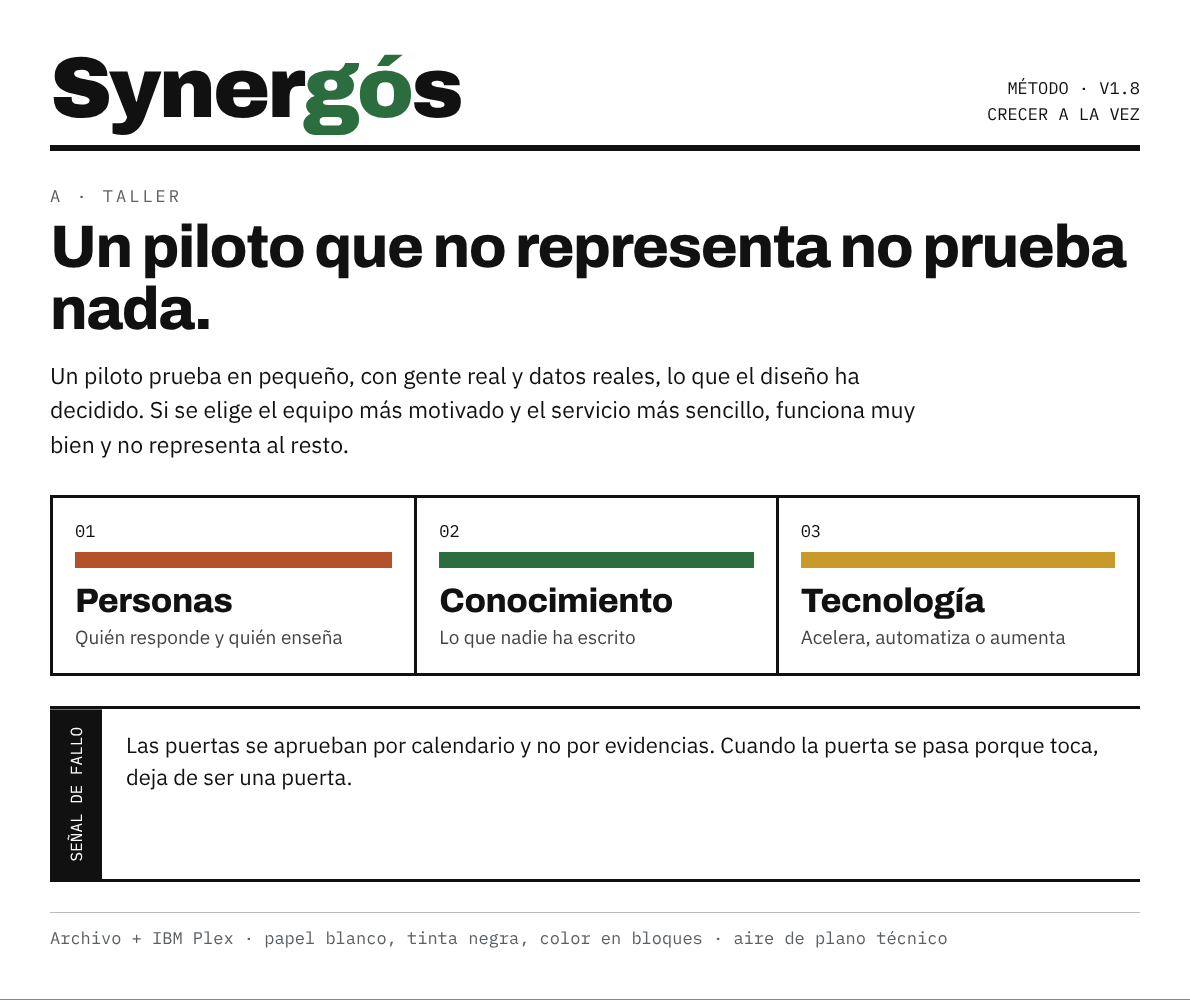 Synergós
MÉTODO · V1.8
CRECER A LA VEZ
A · TALLER
Un piloto que no representa no prueba
nada.
Un piloto prueba en pequeño, con gente real y datos reales, lo que el diseño ha
decidido. Si se elige el equipo más motivado y el servicio más sencillo, funciona muy
bien y no representa al resto.
01
Personas
Quién responde y quién enseña
02
Conocimiento
Lo que nadie ha escrito
03
Tecnología
Acelera, automatiza o aumenta
SEÑAL DE FALLO
Las puertas se aprueban por calendario y no por evidencias. Cuando la puerta se pasa porque toca,
deja de ser una puerta.
Archivo + IBM Plex · papel blanco, tinta negra, color en bloques · aire de plano técnico